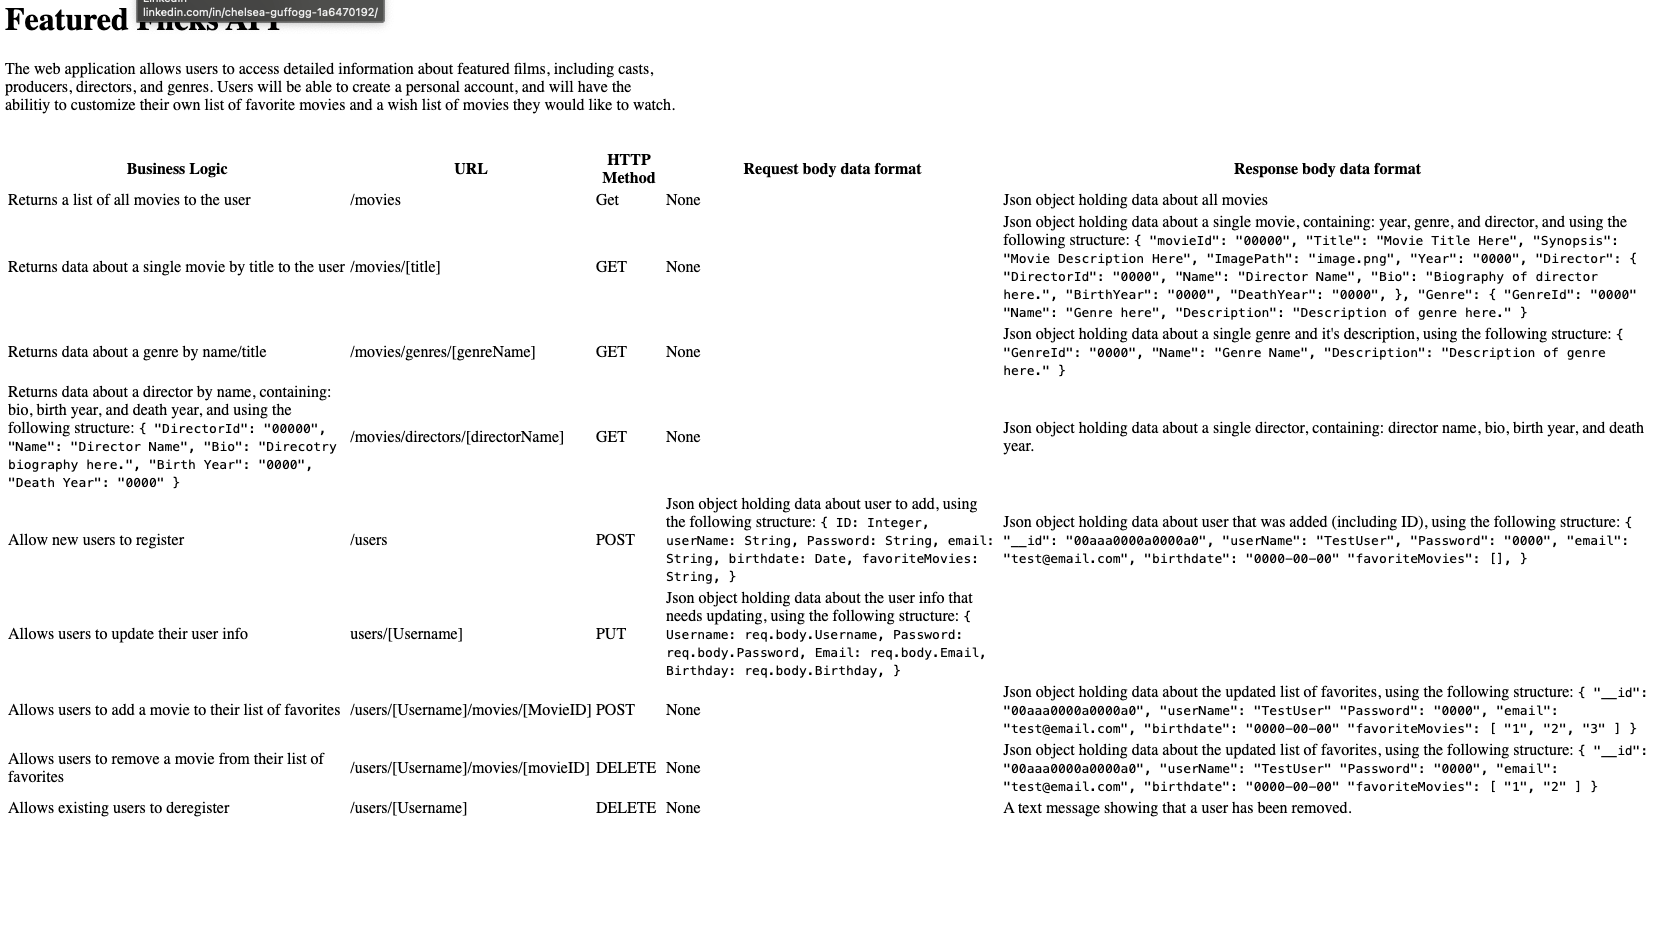 LinkedIn
linkedin.com/in/chelsea-guffogg-1a6470192/
Featured Flicks API
The web application allows users to access detailed information about featured films, including casts,
producers, directors, and genres. Users will be able to create a personal account, and will have the
abilitiy to customize their own list of favorite movies and a wish list of movies they would like to watch.
Business Logic
URL
HTTP
Method
Request body data format
Response body data format
Returns a list of all movies to the user
/movies
Get
None
Json object holding data about all movies
Returns data about a single movie by title to the user
/movies/[title]
GET
None
Json object holding data about a single movie, containing: year, genre, and director, and using the
following structure: { "movieId": "00000", "Title": "Movie Title Here", "Synopsis":
"Movie Description Here", "ImagePath": "image.png", "Year": "0000", "Director": {
"DirectorId": "0000", "Name": "Director Name", "Bio": "Biography of director
here.", "BirthYear": "0000", "DeathYear": "0000", }, "Genre": { "GenreId": "0000"
"Name": "Genre here", "Description": "Description of genre here." }
Returns data about a genre by name/title
/movies/genres/[genreName]
GET
None
Json object holding data about a single genre and it's description, using the following structure: {
"GenreId": "0000", "Name": "Genre Name", "Description": "Description of genre
here." }
Returns data about a director by name, containing:
bio, birth year, and death year, and using the
following structure: { "DirectorId": "00000",
"Name": "Director Name", "Bio": "Direcotry
biography here.", "Birth Year": "0000",
"Death Year": "0000" }
/movies/directors/[directorName]
GET
None
Json object holding data about a single director, containing: director name, bio, birth year, and death
year.
Allow new users to register
/users
POST
Json object holding data about user to add, using
the following structure: { ID: Integer,
userName: String, Password: String, email:
String, birthdate: Date, favoriteMovies:
String, }
Json object holding data about user that was added (including ID), using the following structure: {
"__id": "00aaa0000a0000a0", "userName": "TestUser", "Password": "0000", "email":
"test@email.com", "birthdate": "0000-00-00" "favoriteMovies": [], }
Allows users to update their user info
users/[Username]
PUT
Json object holding data about the user info that
needs updating, using the following structure: {
Username: req.body.Username, Password:
req.body.Password, Email: req.body.Email,
Birthday: req.body.Birthday, }
Allows users to add a movie to their list of favorites
/users/[Username]/movies/[MovieID]
POST
None
Json object holding data about the updated list of favorites, using the following structure: { "__id":
"00aaa0000a0000a0", "userName": "TestUser" "Password": "0000", "email":
"test@email.com", "birthdate": "0000-00-00" "favoriteMovies": [ "1", "2", "3" ] }
Allows users to remove a movie from their list of
favorites
/users/[Username]/movies/[movieID]
DELETE
None
Json object holding data about the updated list of favorites, using the following structure: { "__id":
"00aaa0000a0000a0", "userName": "TestUser" "Password": "0000", "email":
"test@email.com", "birthdate": "0000-00-00" "favoriteMovies": [ "1", "2" ] }
Allows existing users to deregister
/users/[Username]
DELETE
None
A text message showing that a user has been removed.